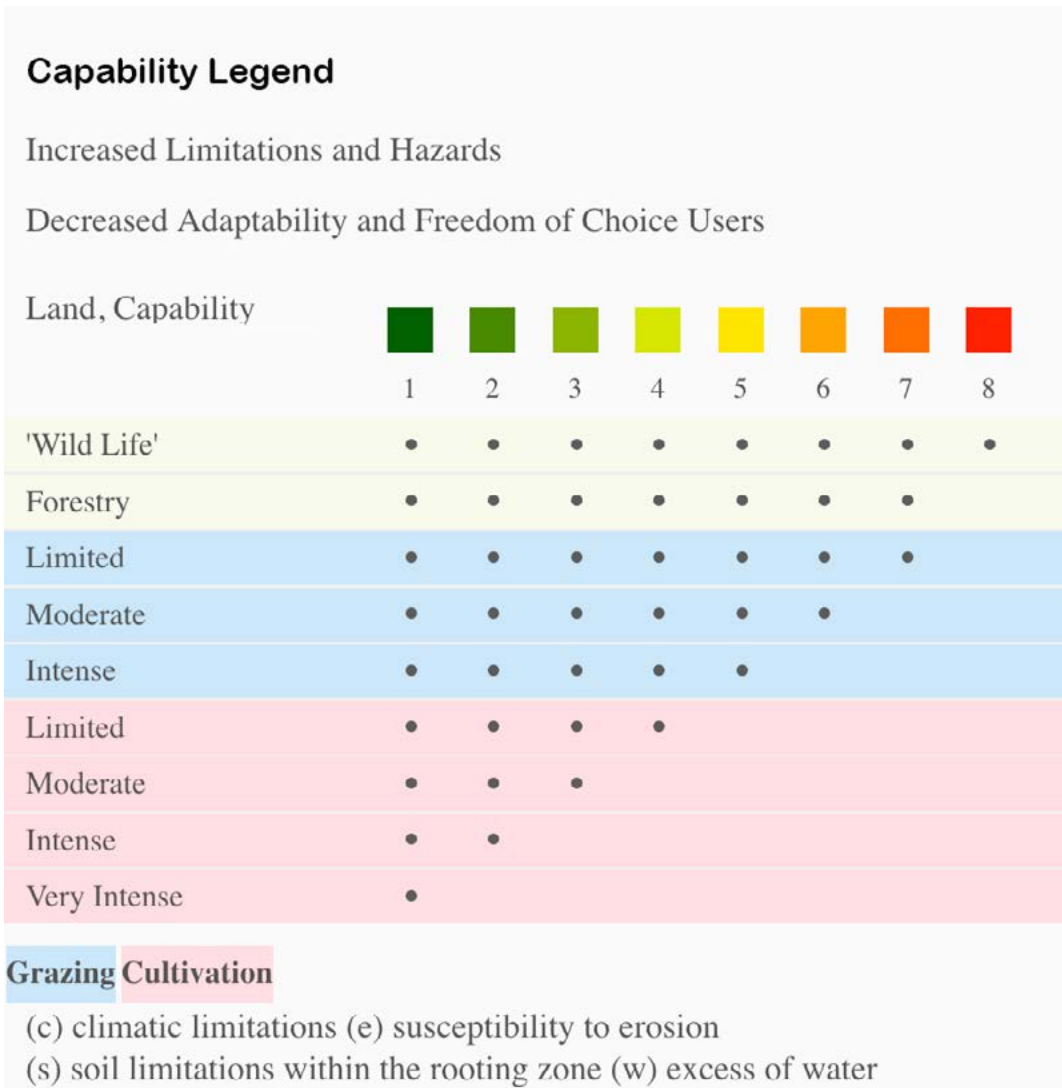 Capability Legend
Increased Limitations and Hazards
Decreased Adaptability and Freedom of Choice Users
Land, Capability
1 2 3 4 5 6 7 8
'Wild Life' • • • • • • • •
Forestry • • • • • • •
Limited • • • • • • •
Moderate • • • • • •
Intense • • • • •
Limited • • • •
Moderate • • •
Intense • •
Very Intense •
Grazing Cultivation
(c) climatic limitations (e) susceptibility to erosion
(s) soil limitations within the rooting zone (w) excess of water